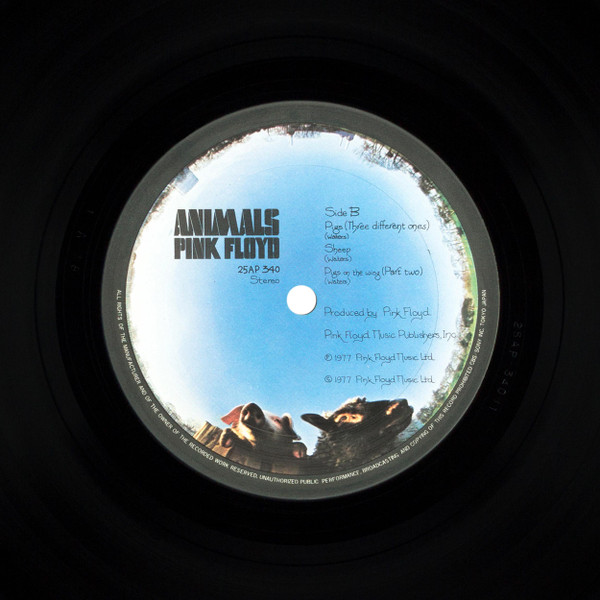 ANIMALS
PINK FLOYD
25AP 340
Stereo
Side B
Pigs (Three different ones)
(Waters)
Sheep
(Waters)
Pigs on the wing (Part two)
(Waters)
Produced by Pink Floyd.
Pink Floyd Music Publishers, Inc.
© 1977 Pink Floyd Music Ltd.
℗ 1977 Pink Floyd Music Ltd.
ALL RIGHTS OF THE MANUFACTURER AND OF THE OWNER OF THE RECORDED WORK RESERVED. UNAUTHORIZED PUBLIC PERFORMANCE, BROADCASTING AND COPYING OF THIS RECORD PROHIBITED CBS SONY INC. TOKYO JAPAN